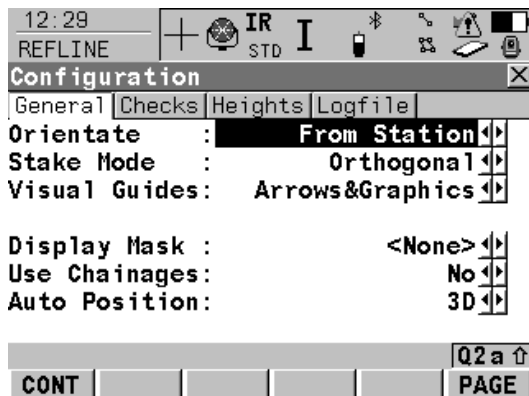 12:29
REFLINE
IR
STD
I
Configuration
General Checks Heights Logfile
Orientate : From Station
Stake Mode : Orthogonal
Visual Guides: Arrows&Graphics
Display Mask : <None>
Use Chainages: No
Auto Position: 3D
Q2 a
CONT PAGE